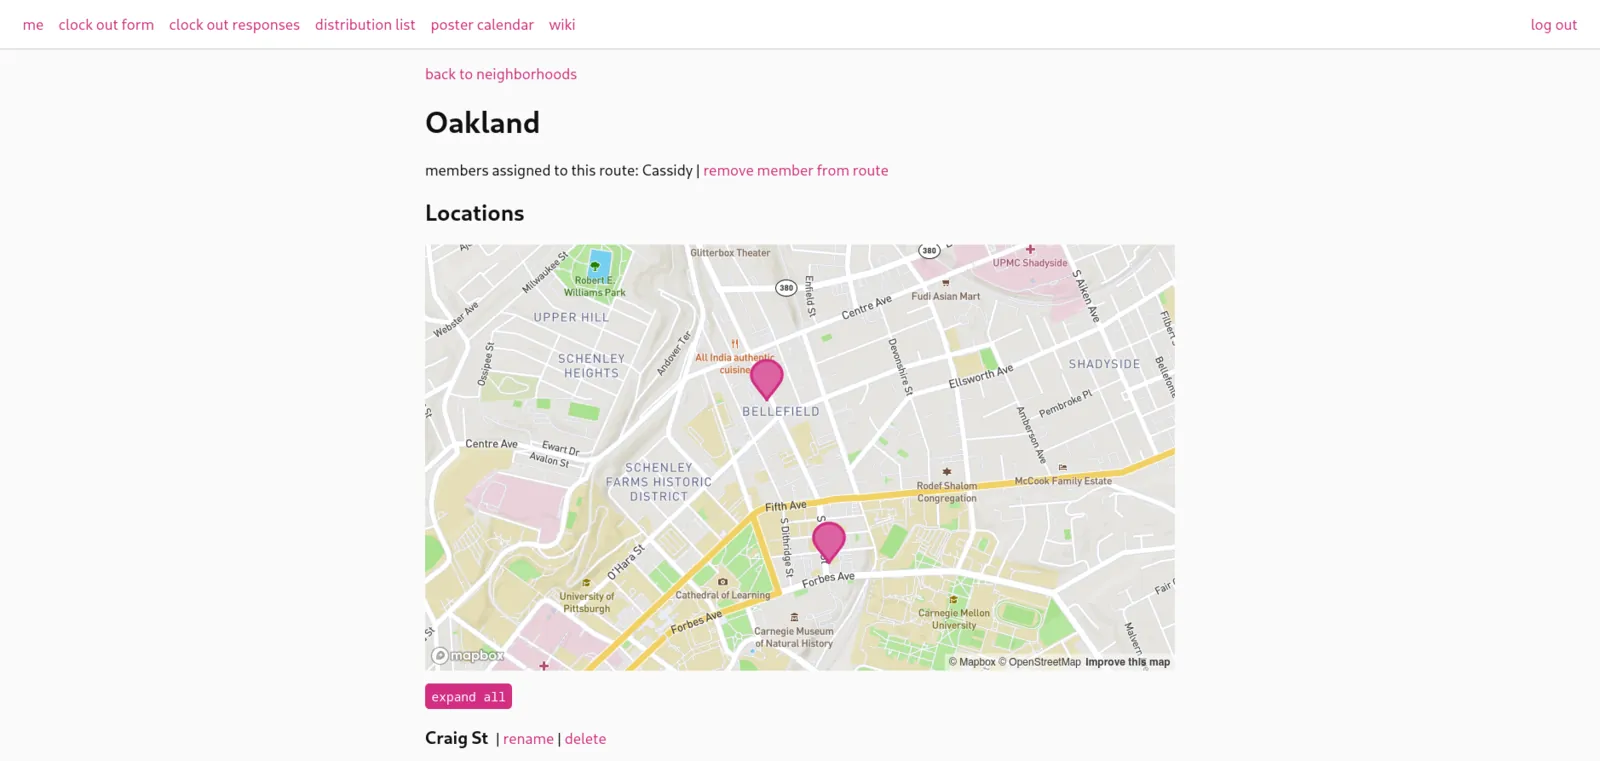 me clock out form clock out responses distribution list poster calendar wiki log out
back to neighborhoods
Oakland
members assigned to this route: Cassidy | remove member from route
Locations
Glitterbox Theater
380
UPMC Shadyside
Milwaukee St
Robert E.
Williams Park
380
Enfield St
Fudi Asian Mart
S Aiken Ave
Centre Ave
Webster Ave
UPPER HILL
Andover Ter
All India authentic
cuisine
Ossipee St
SCHENLEY
HEIGHTS
Devonshire St
Ellsworth Ave
SHADYSIDE
BELLEFIELD
Pembroke Pl
Amberson Ave
Centre Ave
Ewart Dr
Avalon St
SCHENLEY
FARMS HISTORIC
DISTRICT
Rodef Shalom
Congregation
McCook Family Estate
Fifth Ave
S Dithridge St
O'Hara St
Forbes Ave
University of
Pittsburgh
Cathedral of Learning
Forbes Ave
Carnegie Museum
of Natural History
Carnegie Mellon
University
mapbox
© Mapbox © OpenStreetMap Improve this map
expand all
Craig St | rename | delete